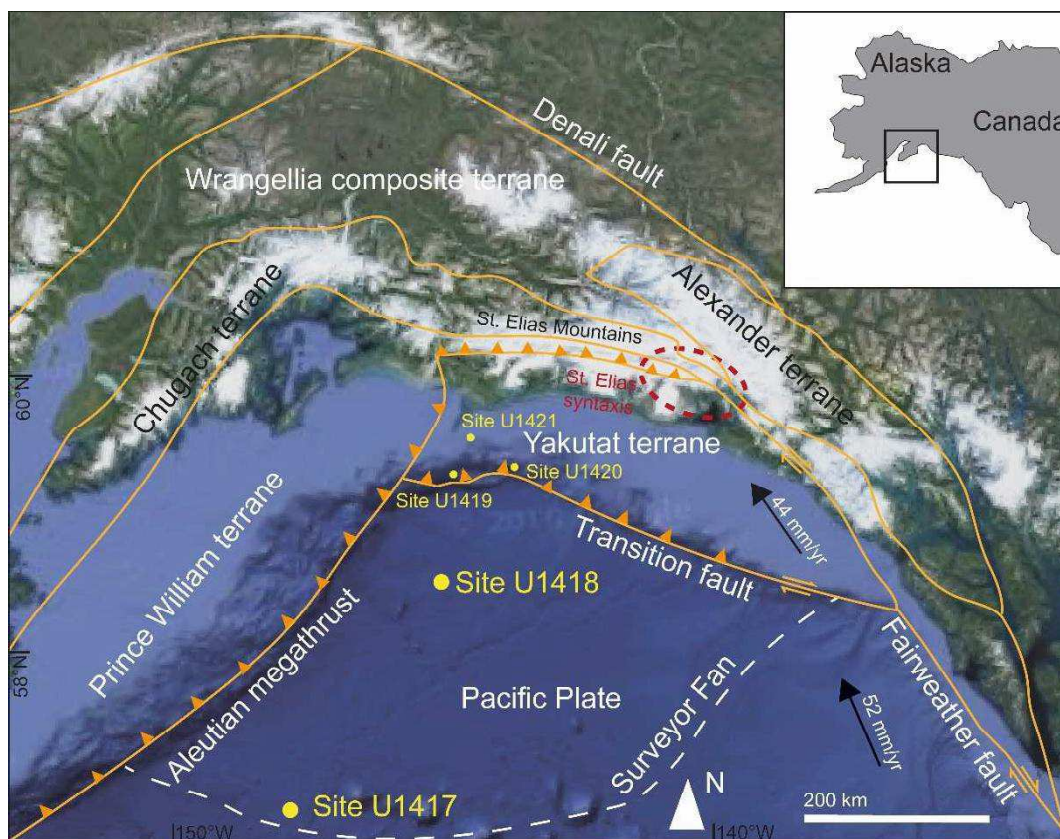 Alaska
Canada
Denali fault
Wrangellia composite terrane
Alexander terrane
Chugach terrane
St. Elias Mountains
St. Elias
syntaxis
60°N
Site U1421
Yakutat terrane
Site U1420
Site U1419
44 mm/yr
Transition fault
Site U1418
Prince William terrane
Aleutian megathrust
58°N
Pacific Plate
Surveyor Fan
52 mm/yr
Fairweather fault
N
200 km
Site U1417
150°W
140°W